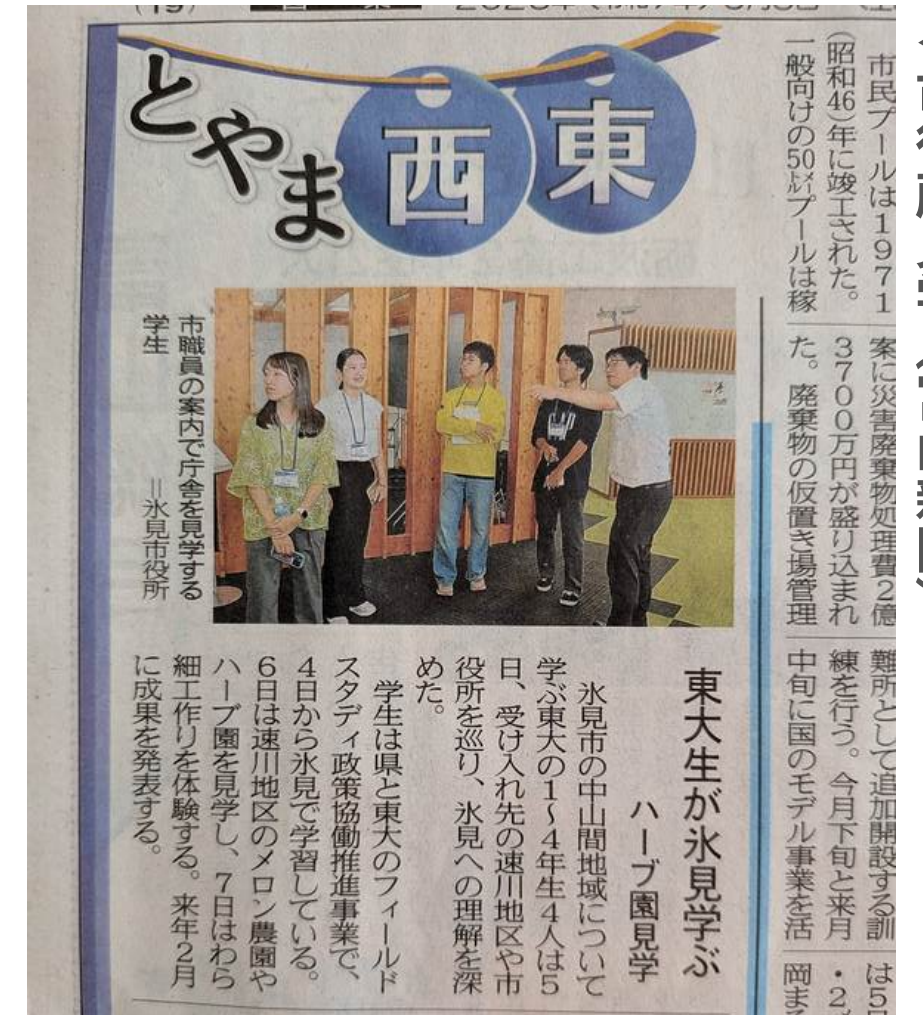 とやま
西東
市民プールは1971
(昭和46)年に竣工された。
一般向けの50㍍プールは稼
案に災害廃棄物処理費2億
3700万円が盛り込まれ
た。廃棄物の仮置き場管理
難所として追加開設する訓
練を行う。今月下旬と来月
中旬に国のモデル事業を活
は5日
・2
岡ま
市職員の案内で庁舎を見学する
学生　＝氷見市役所
東大生が氷見学ぶ
ハーブ園見学
氷見市の中山間地域について
学ぶ東大の1〜4年生4人は5
日、受け入れ先の速川地区や市
役所を巡り、氷見への理解を深
めた。
学生は県と東大のフィールド
スタディ政策協働推進事業で、
4日から氷見で学習している。
6日は速川地区のメロン農園や
ハーブ園を見学し、7日はわら
細工作りを体験する。来年2月
に成果を発表する。